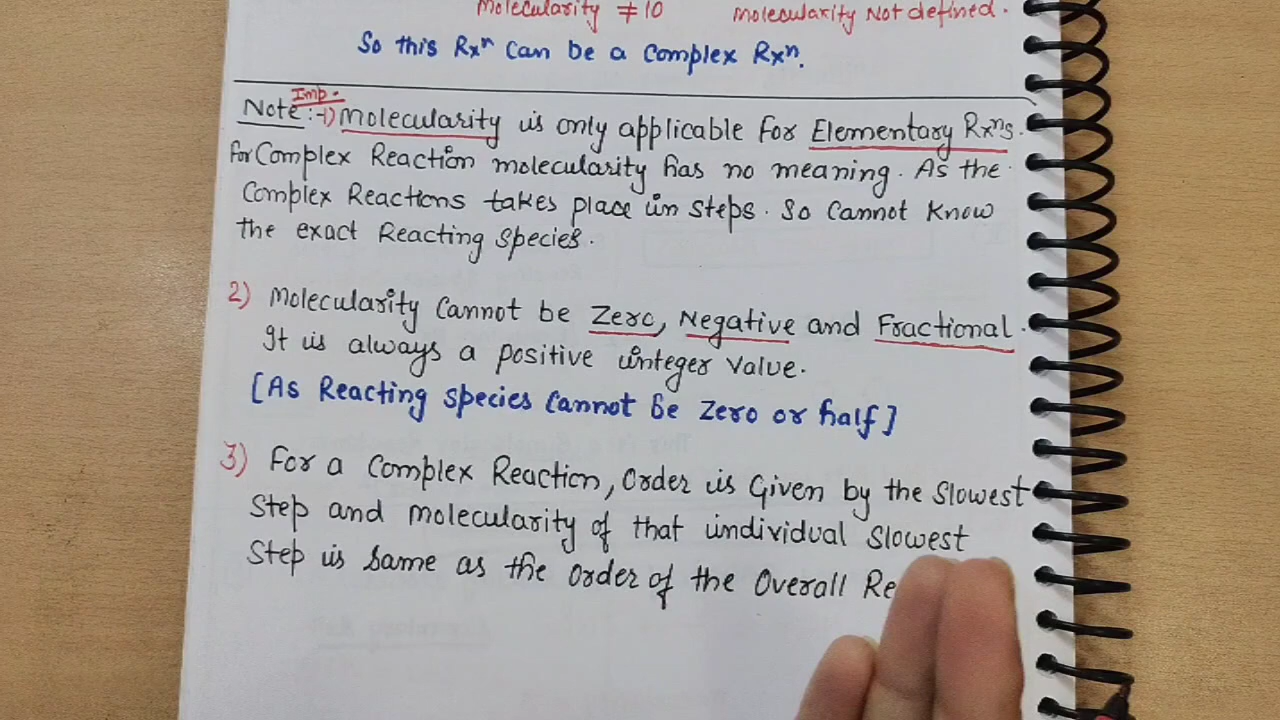 Molecularity ≠ 10 Molecularity Not defined.
So this Rxⁿ Can be a Complex Rxⁿ.
Imp.
Note :- 1) Molecularity is only applicable for Elementary Rxⁿs.
for Complex Reaction molecularity has no meaning. As the
Complex Reactions takes place in steps. So Cannot Know
the exact Reacting Species.
2) Molecularity Cannot be Zero, Negative and Fractional.
It is always a positive integer value.
[As Reacting species Cannot be Zero or half]
3) For a Complex Reaction, Order is Given by the Slowest
Step and molecularity of that individual Slowest
Step is same as the Order of the Overall Re